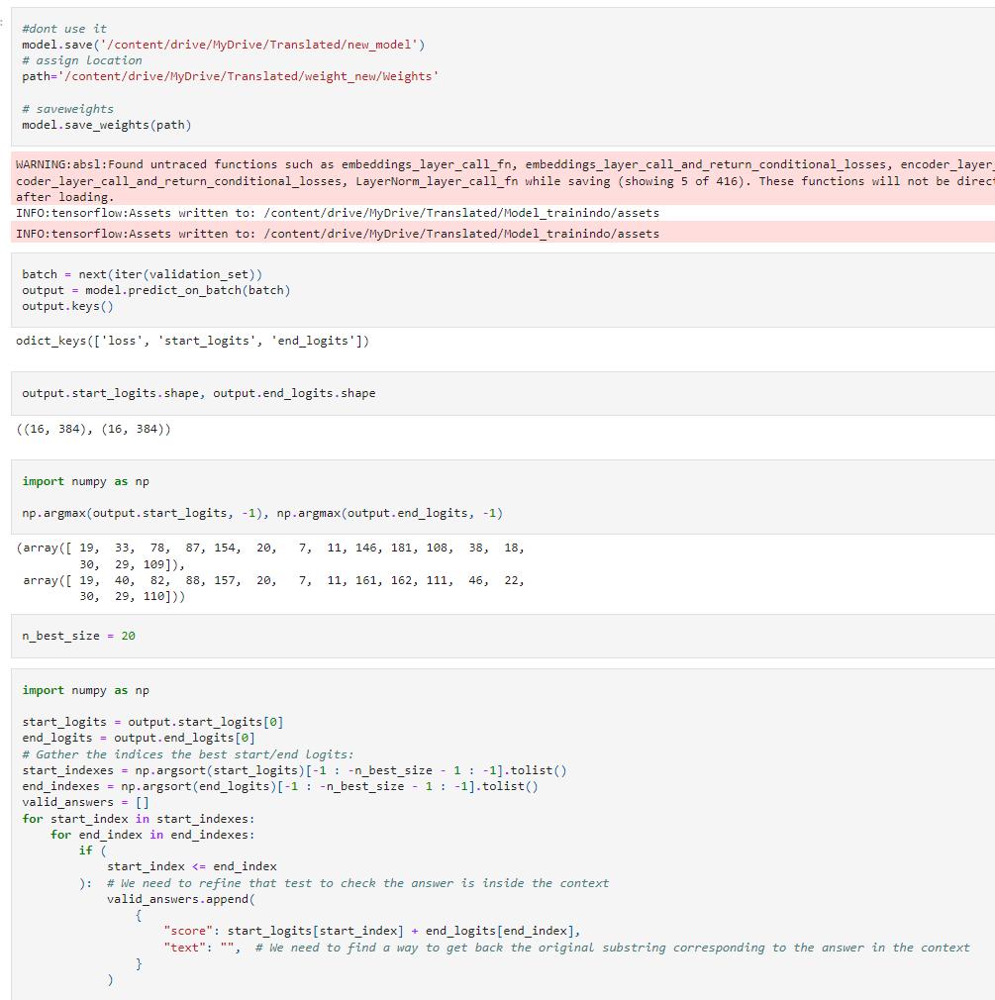 :
#dont use it
model.save('/content/drive/MyDrive/Translated/new_model')
# assign location
path='/content/drive/MyDrive/Translated/weight_new/Weights'
# saveweights
model.save_weights(path)
WARNING:absl:Found untraced functions such as embeddings_layer_call_fn, embeddings_layer_call_and_return_conditional_losses, encoder_layer_
coder_layer_call_and_return_conditional_losses, LayerNorm_layer_call_fn while saving (showing 5 of 416). These functions will not be direct
after loading.
INFO:tensorflow:Assets written to: /content/drive/MyDrive/Translated/Model_trainindo/assets
INFO:tensorflow:Assets written to: /content/drive/MyDrive/Translated/Model_trainindo/assets
batch = next(iter(validation_set))
output = model.predict_on_batch(batch)
output.keys()
odict_keys(['loss', 'start_logits', 'end_logits'])
output.start_logits.shape, output.end_logits.shape
((16, 384), (16, 384))
import numpy as np
np.argmax(output.start_logits, -1), np.argmax(output.end_logits, -1)
(array([ 19,  33,  78,  87, 154,  20,   7,  11, 146, 181, 108,  38,  18,
         30,  29, 109]),
 array([ 19,  40,  82,  88, 157,  20,   7,  11, 161, 162, 111,  46,  22,
         30,  29, 110]))
n_best_size = 20
import numpy as np
start_logits = output.start_logits[0]
end_logits = output.end_logits[0]
# Gather the indices the best start/end logits:
start_indexes = np.argsort(start_logits)[-1 : -n_best_size - 1 : -1].tolist()
end_indexes = np.argsort(end_logits)[-1 : -n_best_size - 1 : -1].tolist()
valid_answers = []
for start_index in start_indexes:
    for end_index in end_indexes:
        if (
            start_index <= end_index
        ):  # We need to refine that test to check the answer is inside the context
            valid_answers.append(
                {
                    "score": start_logits[start_index] + end_logits[end_index],
                    "text": "",  # We need to find a way to get back the original substring corresponding to the answer in the context
                }
            )